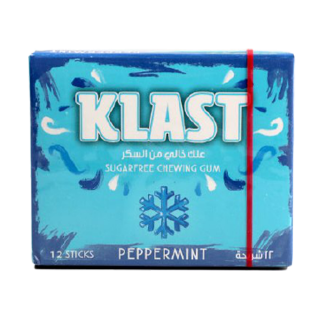 KLAST
علك خالي من السكر
SUGARFREE CHEWING GUM
12 STICKS
PEPPERMINT
١٢ شريحة